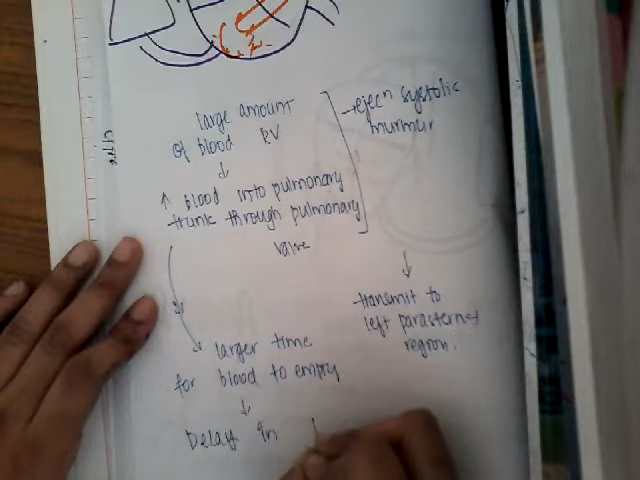 large amount
of blood RV
↓
↑ blood into pulmonary
trunk through pulmonary
valve
→ ejecn systolic
murmur
↓
transmit to
left parasternal
region.
larger time
for blood to empty
↓
Delay in